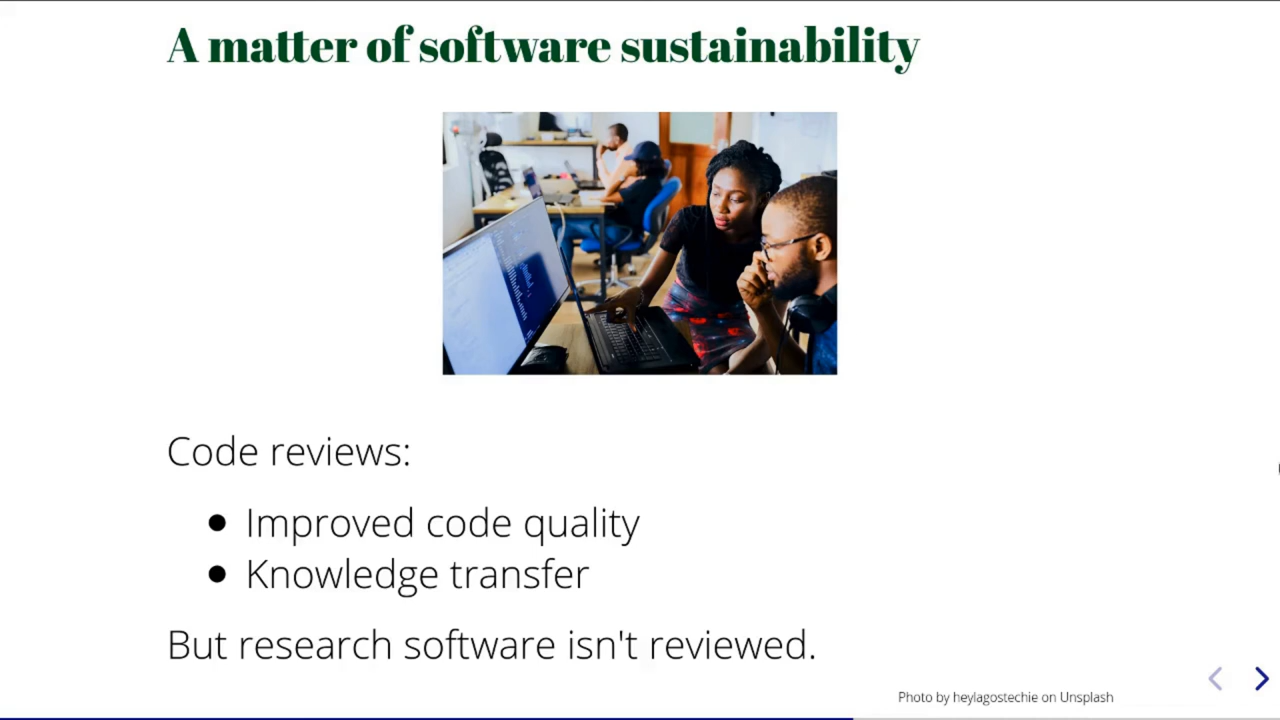 A matter of software sustainability
Code reviews:
Improved code quality
Knowledge transfer
But research software isn't reviewed.
Photo by heylagostechie on Unsplash